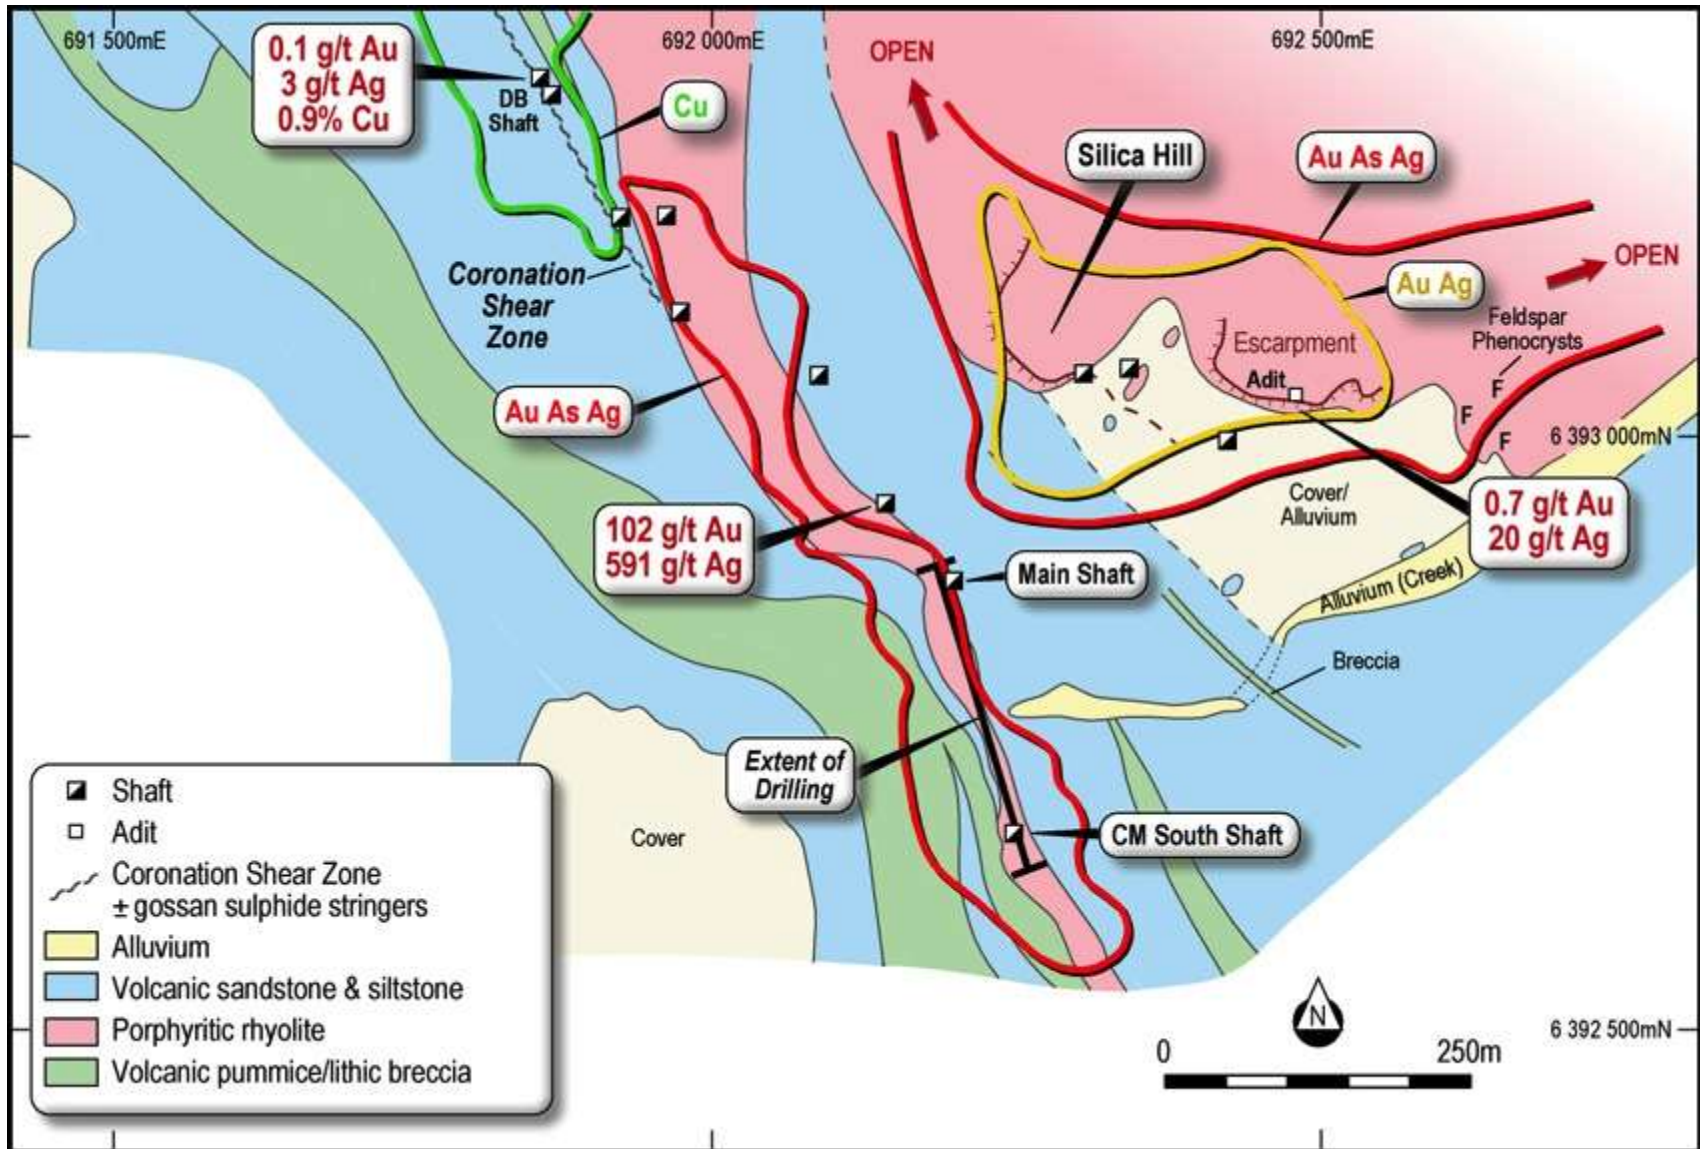 691 500mE
692 000mE
692 500mE
0.1 g/t Au
3 g/t Ag
0.9% Cu
DB
Shaft
Cu
OPEN
Silica Hill
Au As Ag
OPEN
Au Ag
Coronation
Shear
Zone
Feldspar
Phenocrysts
Escarpment
Adit
F
F
F
Au As Ag
6 393 000mN
102 g/t Au
591 g/t Ag
Cover/
Alluvium
0.7 g/t Au
20 g/t Ag
Main Shaft
Alluvium (Creek)
Breccia
Extent of
Drilling
CM South Shaft
Cover
Shaft
Adit
Coronation Shear Zone
± gossan sulphide stringers
Alluvium
Volcanic sandstone & siltstone
Porphyritic rhyolite
Volcanic pummice/lithic breccia
N
0
250m
6 392 500mN